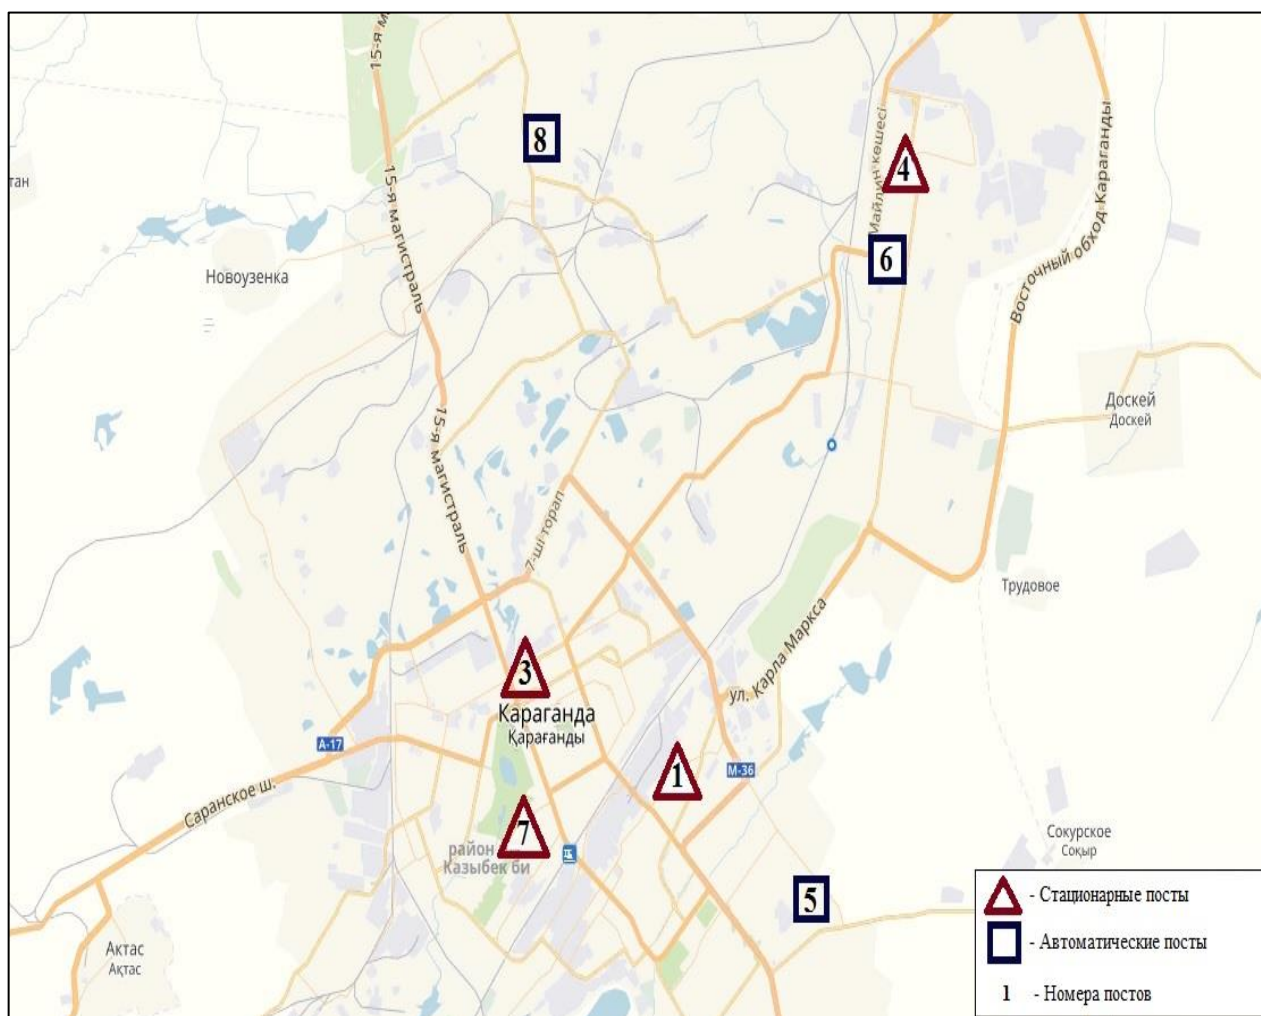 15-я м
8
4
Майлин көшесі
Восточный обход Караганды
тан
15-я магистраль
6
Новоузенка
Доскей
Доскей
15-я магистраль
7-ші торап
Трудовое
ул. Карла Маркса
3
Караганда
Қарағанды
А-17
1
М-36
Саранское ш.
7
район
Казыбек би
Сокурское
Соқыр
5
Актас
Ақтас
- Стационарные посты
- Автоматические посты
1 - Номера постов